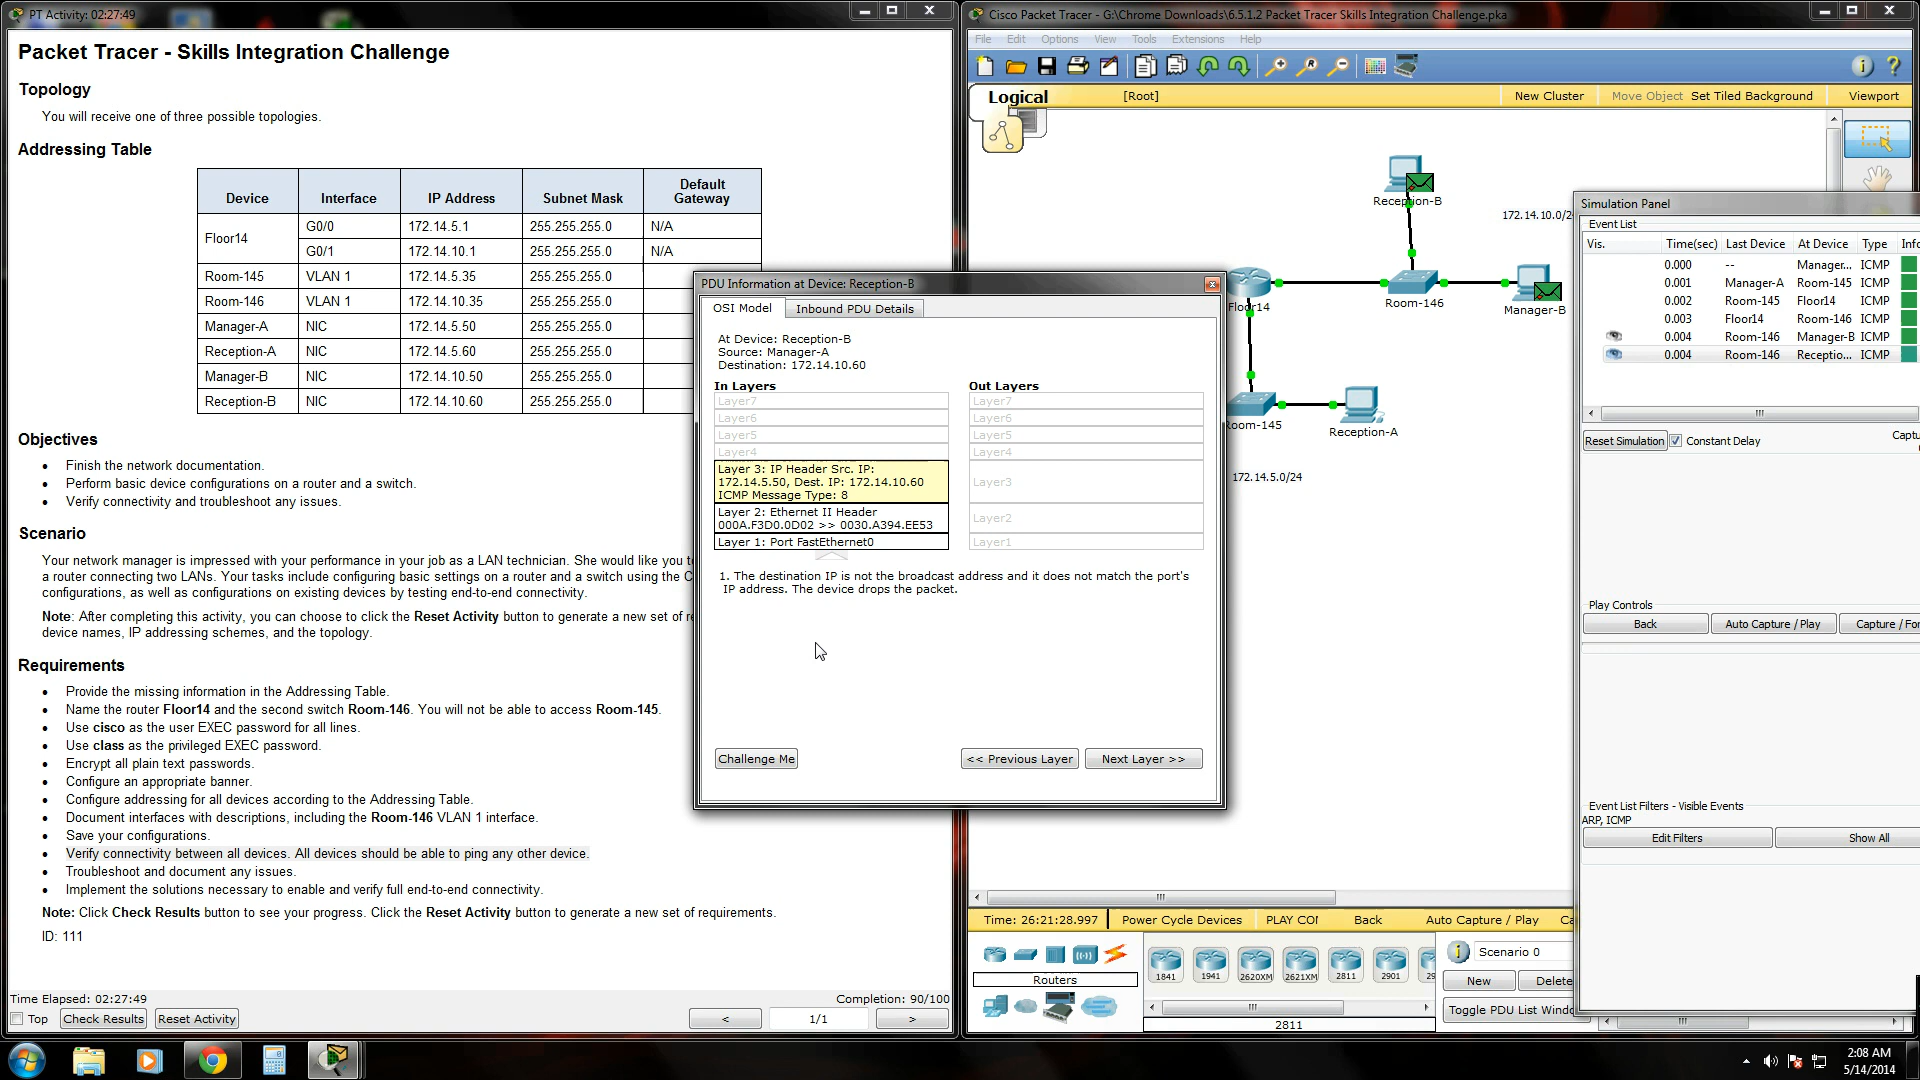 PT Activity: 02:27:49
Packet Tracer - Skills Integration Challenge
Topology
You will receive one of three possible topologies.
Addressing Table
Device Interface IP Address Subnet Mask Default Gateway
Floor14 G0/0 172.14.5.1 255.255.255.0 N/A
G0/1 172.14.10.1 255.255.255.0 N/A
Room-145 VLAN 1 172.14.5.35 255.255.255.0
Room-146 VLAN 1 172.14.10.35 255.255.255.0
Manager-A NIC 172.14.5.50 255.255.255.0
Reception-A NIC 172.14.5.60 255.255.255.0
Manager-B NIC 172.14.10.50 255.255.255.0
Reception-B NIC 172.14.10.60 255.255.255.0
Objectives
• Finish the network documentation.
• Perform basic device configurations on a router and a switch.
• Verify connectivity and troubleshoot any issues.
Scenario
Your network manager is impressed with your performance in your job as a LAN technician. She would like you t
a router connecting two LANs. Your tasks include configuring basic settings on a router and a switch using the C
configurations, as well as configurations on existing devices by testing end-to-end connectivity.
Note: After completing this activity, you can choose to click the Reset Activity button to generate a new set of r
device names, IP addressing schemes, and the topology.
Requirements
• Provide the missing information in the Addressing Table.
• Name the router Floor14 and the second switch Room-146. You will not be able to access Room-145.
• Use cisco as the user EXEC password for all lines.
• Use class as the privileged EXEC password.
• Encrypt all plain text passwords.
• Configure an appropriate banner.
• Configure addressing for all devices according to the Addressing Table.
• Document interfaces with descriptions, including the Room-146 VLAN 1 interface.
• Save your configurations.
• Verify connectivity between all devices. All devices should be able to ping any other device.
• Troubleshoot and document any issues.
• Implement the solutions necessary to enable and verify full end-to-end connectivity.
Note: Click Check Results button to see your progress. Click the Reset Activity button to generate a new set of requirements.
ID: 111
Time Elapsed: 02:27:49 Completion: 90/100
Top Check Results Reset Activity < 1/1 >
PDU Information at Device: Reception-B
OSI Model Inbound PDU Details
At Device: Reception-B
Source: Manager-A
Destination: 172.14.10.60
In Layers Out Layers
Layer7 Layer7
Layer6 Layer6
Layer5 Layer5
Layer4 Layer4
Layer 3: IP Header Src. IP:
172.14.5.50, Dest. IP: 172.14.10.60
ICMP Message Type: 8
Layer3
Layer 2: Ethernet II Header
000A.F3D0.0D02 >> 0030.A394.EE53
Layer2
Layer 1: Port FastEthernet0 Layer1
1. The destination IP is not the broadcast address and it does not match the port's
IP address. The device drops the packet.
Challenge Me << Previous Layer Next Layer >>
Cisco Packet Tracer - G:\Chrome Downloads\6.5.1.2 Packet Tracer Skills Integration Challenge.pka
File Edit Options View Tools Extensions Help
Logical [Root] New Cluster Move Object Set Tiled Background Viewport
Reception-B
172.14.10.0/2
Floor14
Room-146
Manager-B
Room-145
Reception-A
172.14.5.0/24
Simulation Panel
Event List
Vis. Time(sec) Last Device At Device Type Info
0.000 -- Manager... ICMP
0.001 Manager-A Room-145 ICMP
0.002 Room-145 Floor14 ICMP
0.003 Floor14 Room-146 ICMP
0.004 Room-146 Manager-B ICMP
0.004 Room-146 Receptio... ICMP
Reset Simulation Constant Delay Captu
Play Controls
Back Auto Capture / Play Capture / For
Event List Filters - Visible Events
ARP, ICMP
Edit Filters Show All
Time: 26:21:28.997 Power Cycle Devices PLAY CO Back Auto Capture / Play Ca
Routers
1841 1941 2620XM 2621XM 2811 2901 29
2811
Scenario 0
New Delete
Toggle PDU List Windo
2:08 AM
5/14/2014